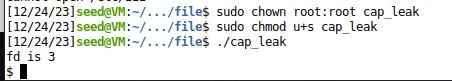 [12/24/23]seed@VM:~/.../file$ sudo chown root:root cap_leak
[12/24/23]seed@VM:~/.../file$ sudo chmod u+s cap_leak
[12/24/23]seed@VM:~/.../file$ ./cap_leak
fd is 3
$